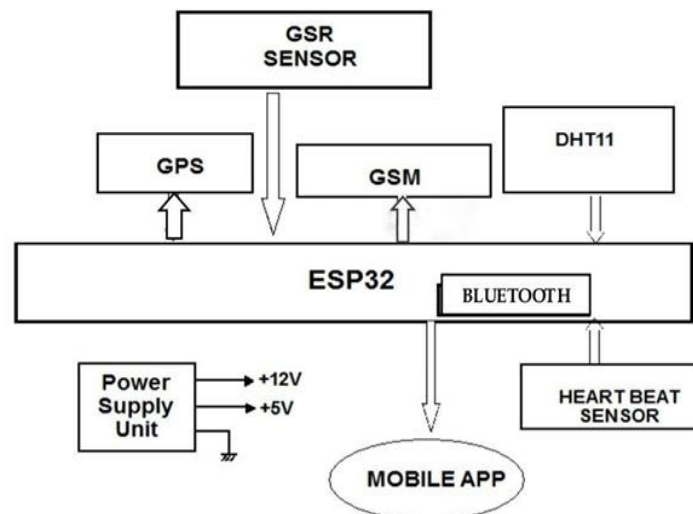 GSR
SENSOR
GPS
GSM
DHT11
ESP32
BLUETOOTH
Power
Supply
Unit
+12V
+5V
HEART BEAT
SENSOR
MOBILE APP